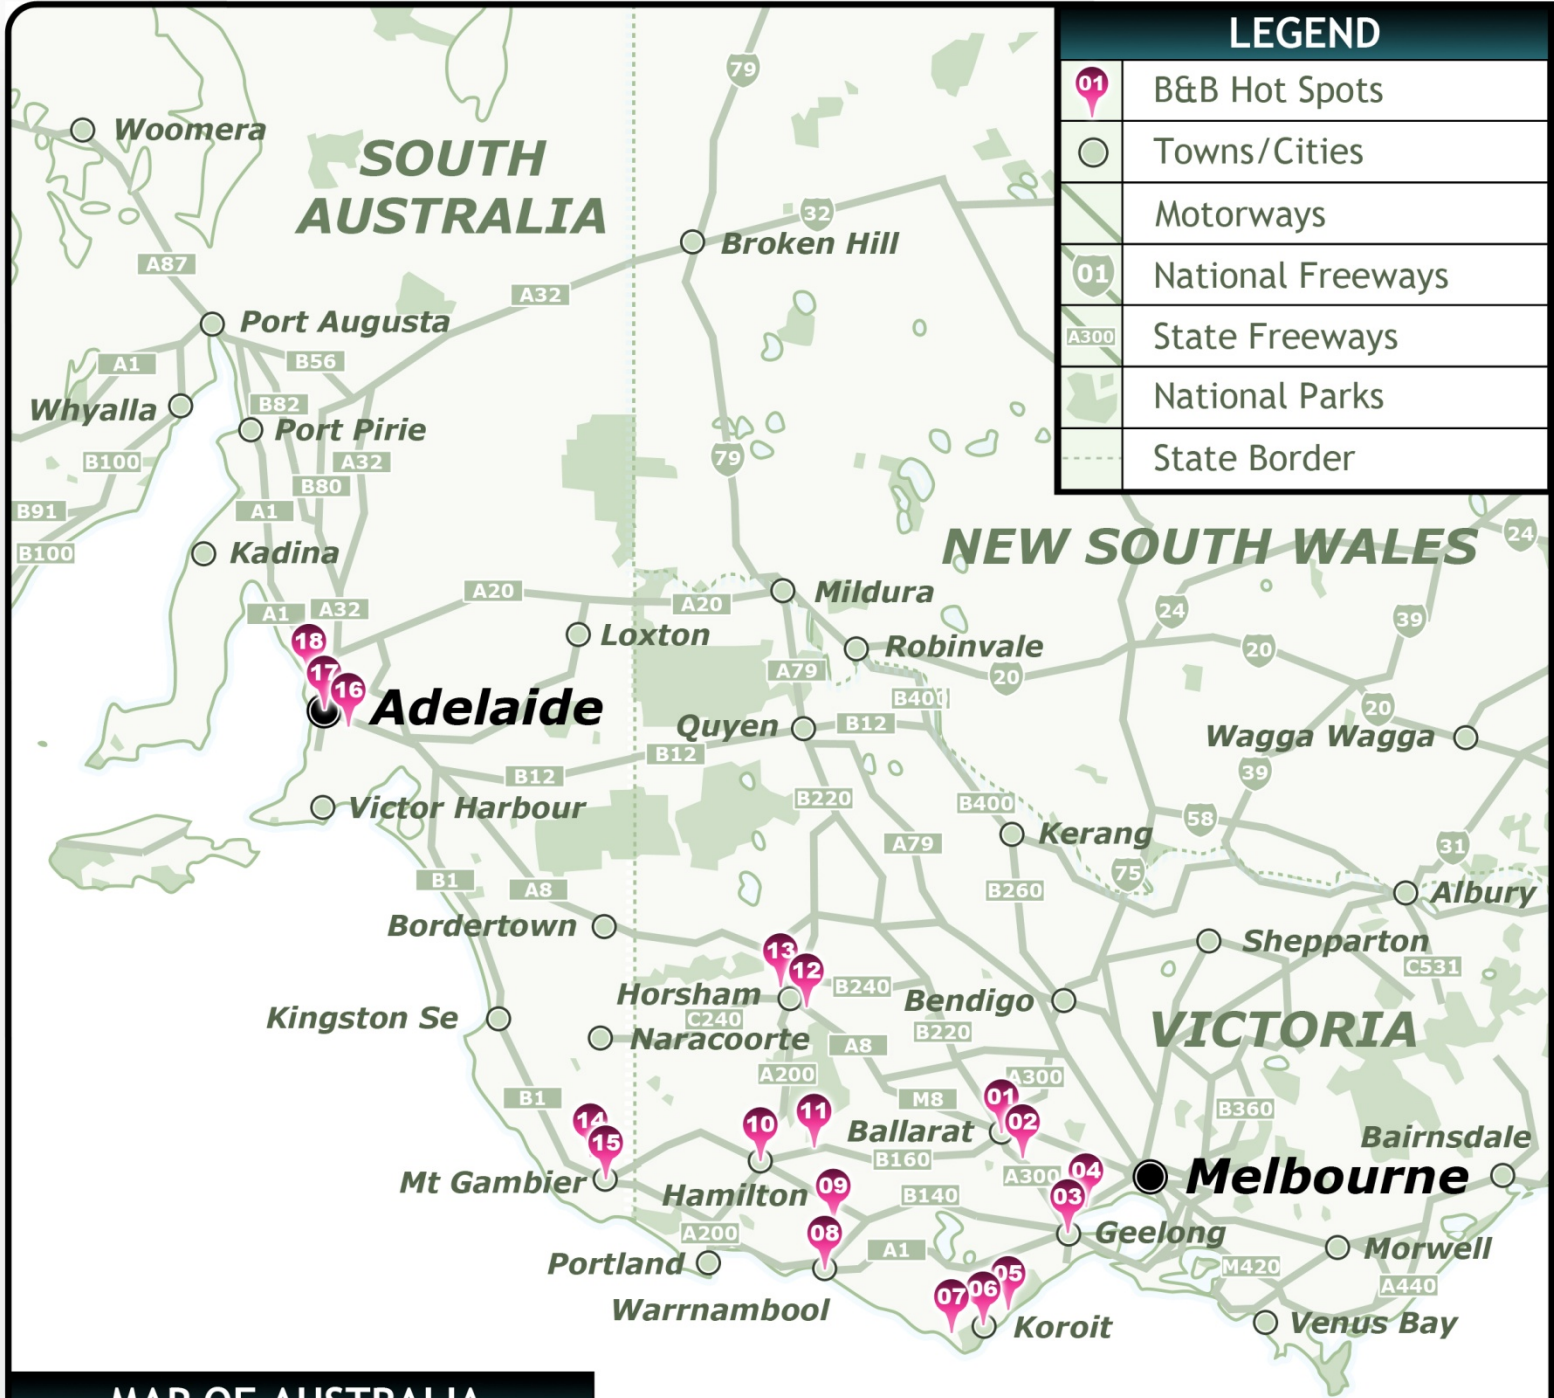 LEGEND
01 B&B Hot Spots
Towns/Cities
Motorways
01 National Freeways
A300 State Freeways
National Parks
State Border
79
Woomera
SOUTH
AUSTRALIA
32
Broken Hill
A87
A32
Port Augusta
A1
B56
Whyalla
B82
Port Pirie
B100
A32
79
B80
B91
A1
B100
Kadina
NEW SOUTH WALES
24
A20
A20
Mildura
A1
A32
24
39
18
Loxton
Robinvale
20
17
16
A79
20
B400
Adelaide
20
Quyen
B12
Wagga Wagga
B12
B12
39
B220
B400
Victor Harbour
58
Kerang
A79
31
75
B1
A8
B260
Albury
Bordertown
Shepparton
13
12
C531
Horsham
B240
Bendigo
Kingston Se
C240
B220
VICTORIA
Naracoorte
A8
A200
A300
B1
M8
01
B360
14
11
02
10
Ballarat
Bairnsdale
15
B160
04
A300
Melbourne
Mt Gambier
09
03
Hamilton
B140
08
A200
Geelong
A1
Morwell
Portland
M420
05
06
07
A440
Warrnambool
Koroit
Venus Bay
MAP OF AUSTRALIA